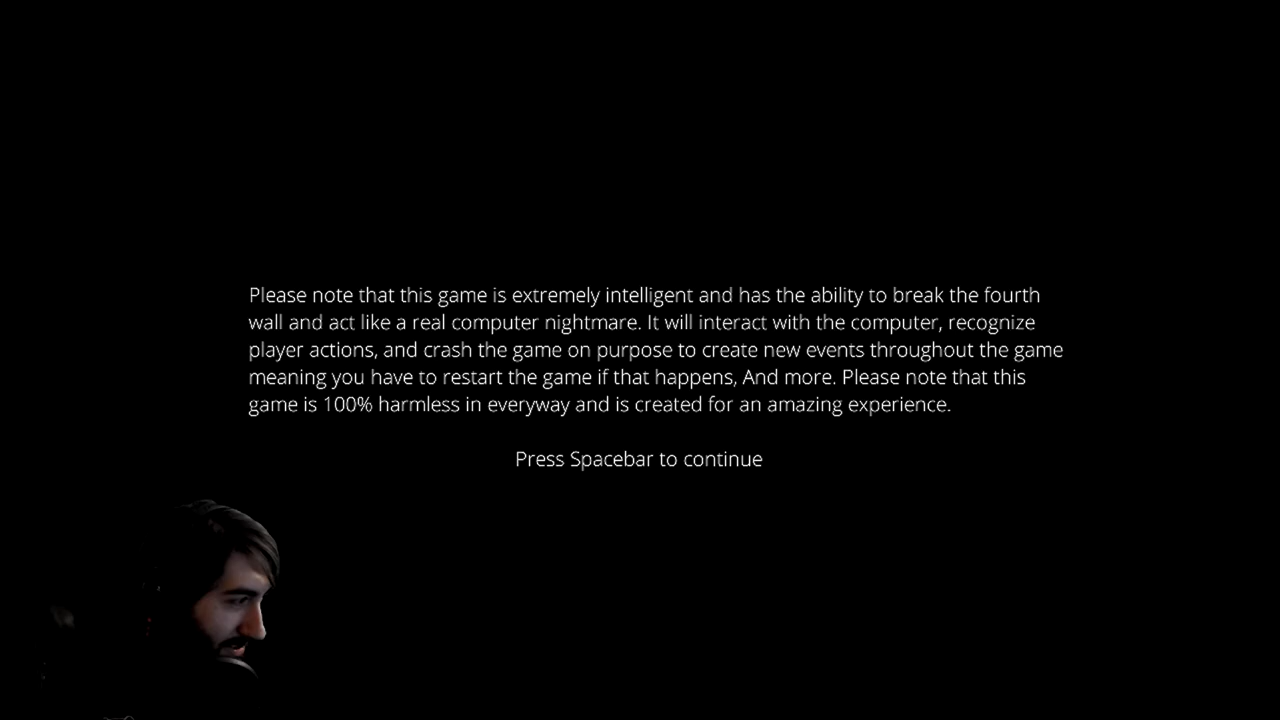 Please note that this game is extremely intelligent and has the ability to break the fourth
wall and act like a real computer nightmare. It will interact with the computer, recognize
player actions, and crash the game on purpose to create new events throughout the game
meaning you have to restart the game if that happens, And more. Please note that this
game is 100% harmless in everyway and is created for an amazing experience.
Press Spacebar to continue